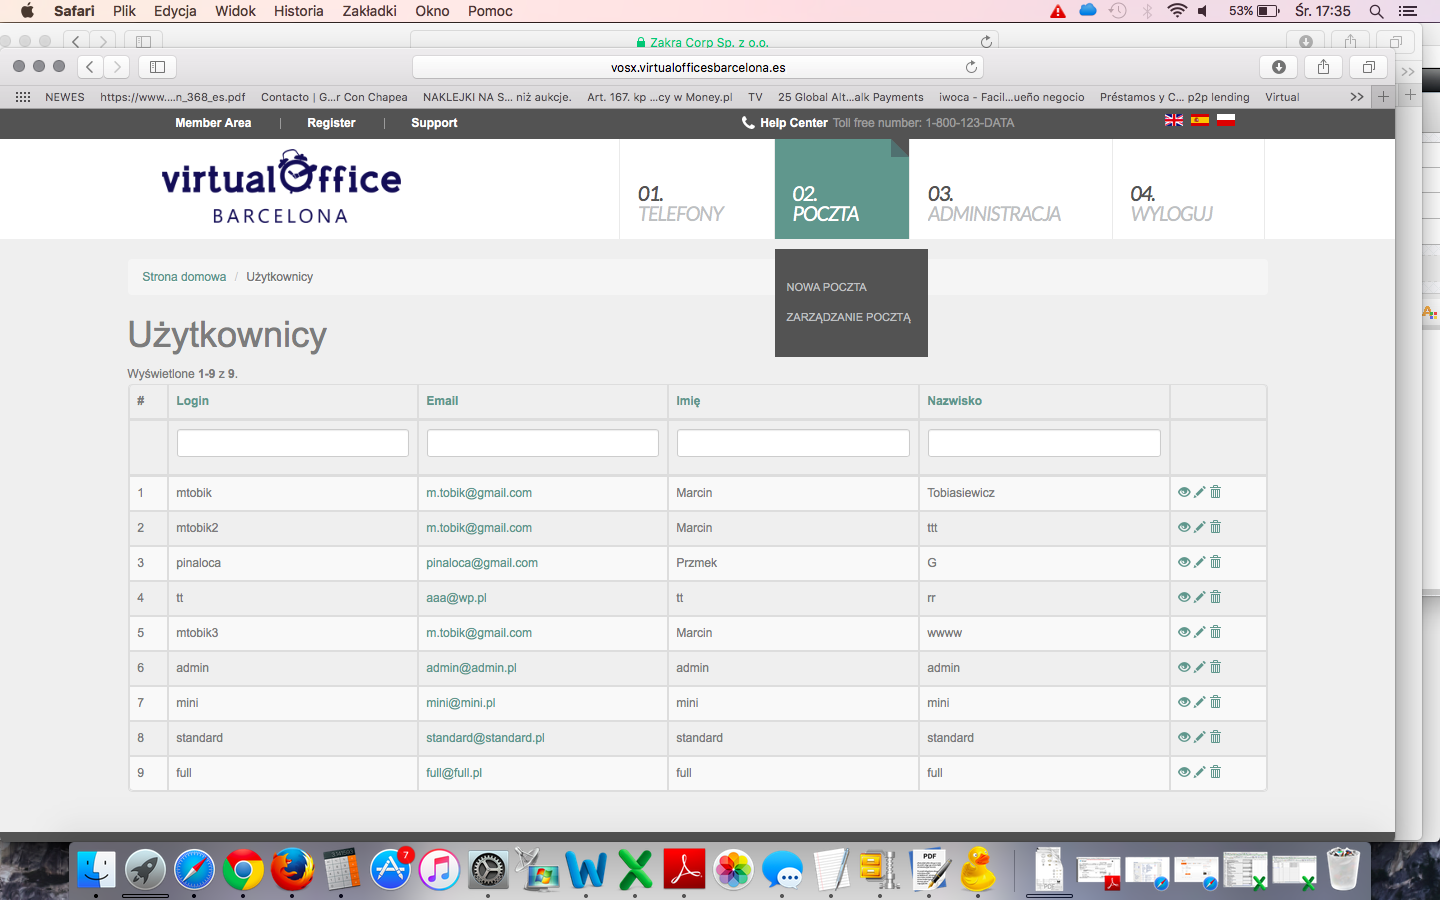 Safari Plik Edycja Widok Historia Zakładki Okno Pomoc 53% Śr. 17:35
Zakra Corp Sp. z o.o.
vosx.virtualofficesbarcelona.es
NEWES https://www....n_368_es.pdf Contacto | G...r Con Chapea NAKLEJKI NA S... niż aukcje. Art. 167. kp ...cy w Money.pl TV 25 Global Alt...alk Payments iwoca - Facil...ueño negocio Préstamos y C... p2p lending Virtual
Member Area | Register | Support Help Center Toll free number: 1-800-123-DATA
virtualOffice
BARCELONA
01.
TELEFONY
02.
POCZTA
03.
ADMINISTRACJA
04.
WYLOGUJ
NOWA POCZTA
ZARZĄDZANIE POCZTĄ
Strona domowa / Użytkownicy
Użytkownicy
Wyświetlone 1-9 z 9.
# Login Email Imię Nazwisko
1 mtobik m.tobik@gmail.com Marcin Tobiasiewicz
2 mtobik2 m.tobik@gmail.com Marcin ttt
3 pinaloca pinaloca@gmail.com Przmek G
4 tt aaa@wp.pl tt rr
5 mtobik3 m.tobik@gmail.com Marcin wwww
6 admin admin@admin.pl admin admin
7 mini mini@mini.pl mini mini
8 standard standard@standard.pl standard standard
9 full full@full.pl full full
7
PDF